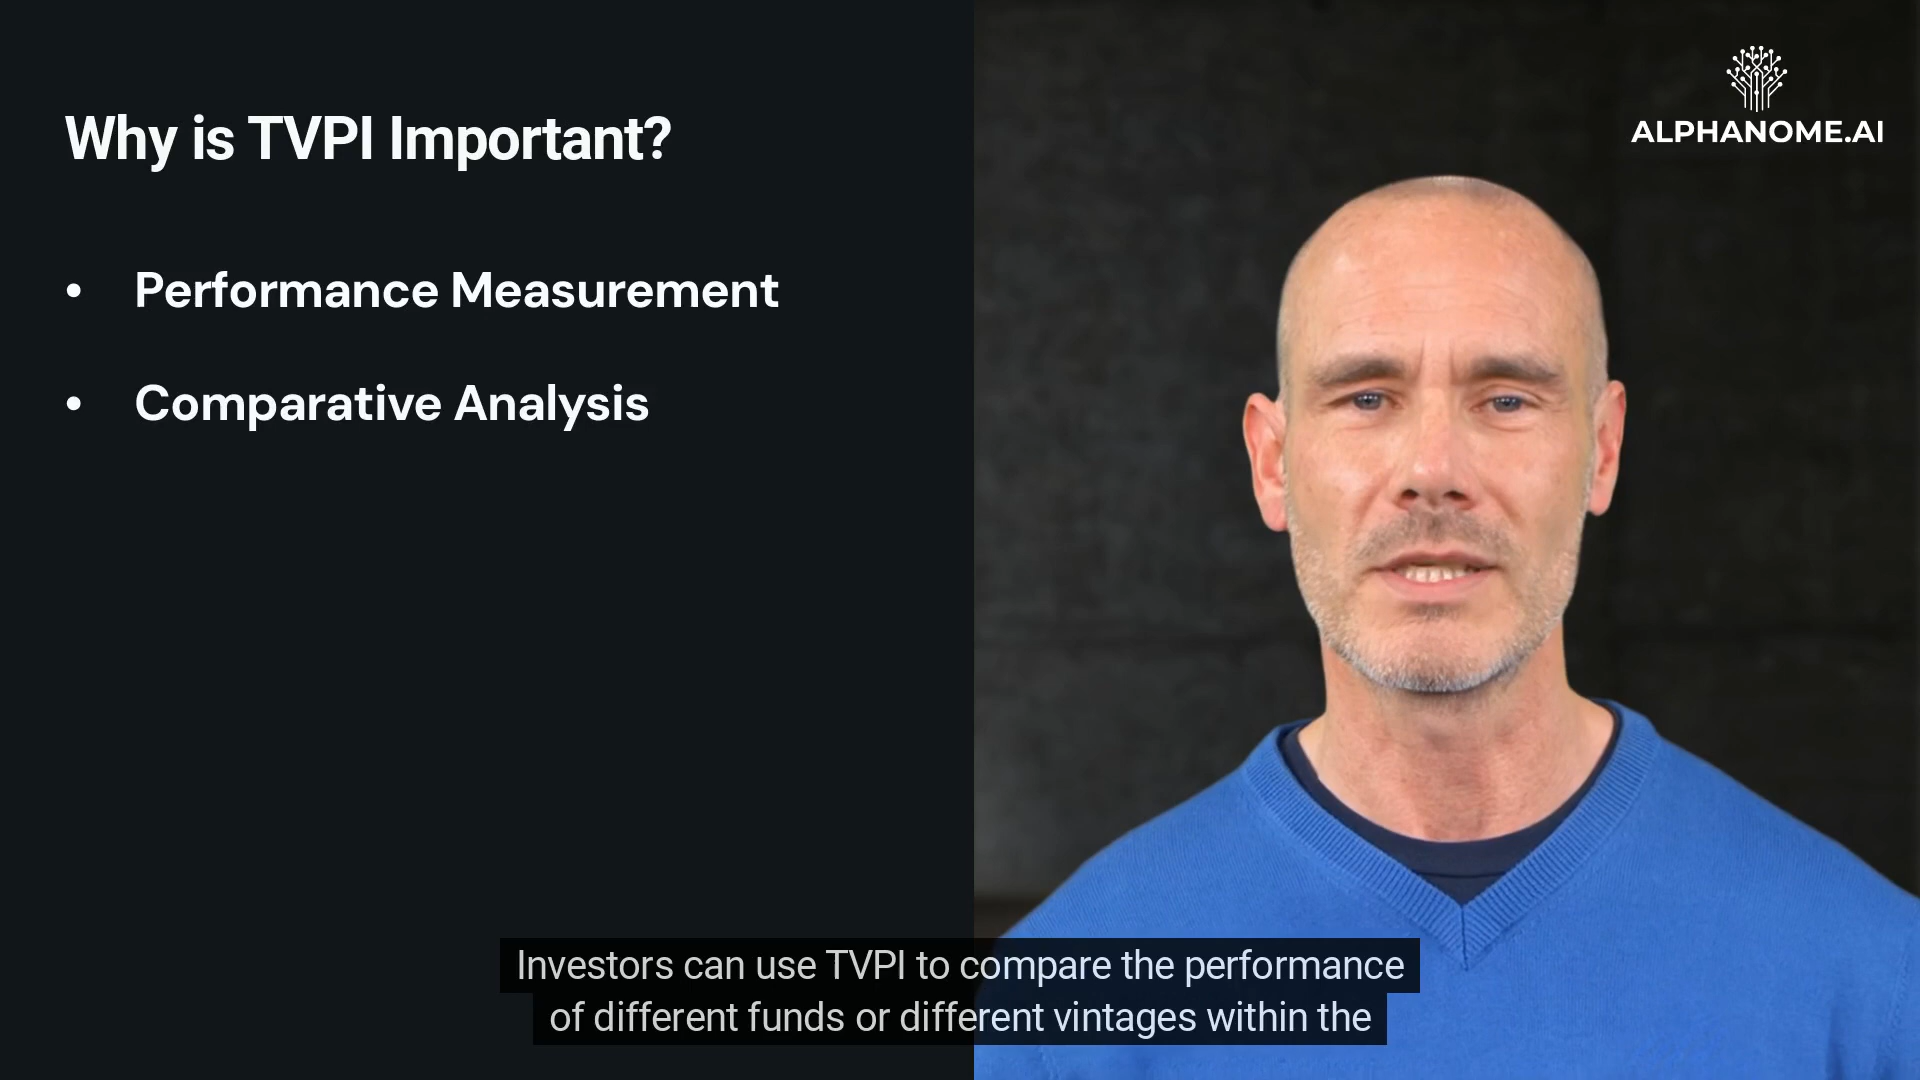 Why is TVPI Important?
• Performance Measurement
• Comparative Analysis
ALPHANOME.AI
Investors can use TVPI to compare the performance
of different funds or different vintages within the